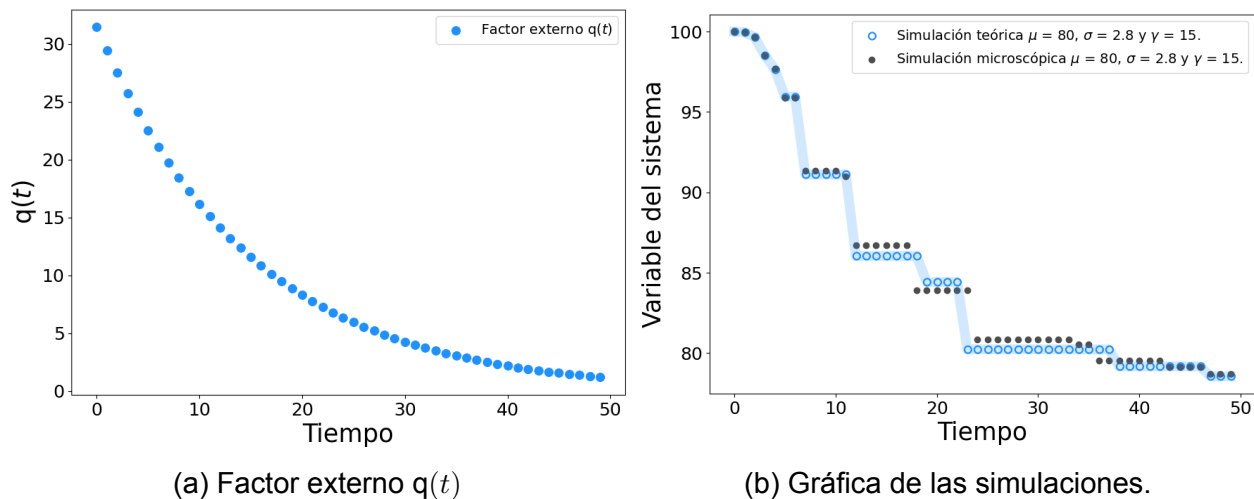 30
25
20
15
10
5
0
q(t)
Factor externo q(t)
0 10 20 30 40 50
Tiempo
(a) Factor externo q(t)
100
95
90
85
80
Variable del sistema
Simulación teórica μ = 80, σ = 2.8 y γ = 15.
Simulación microscópica μ = 80, σ = 2.8 y γ = 15.
0 10 20 30 40 50
Tiempo
(b) Gráfica de las simulaciones.